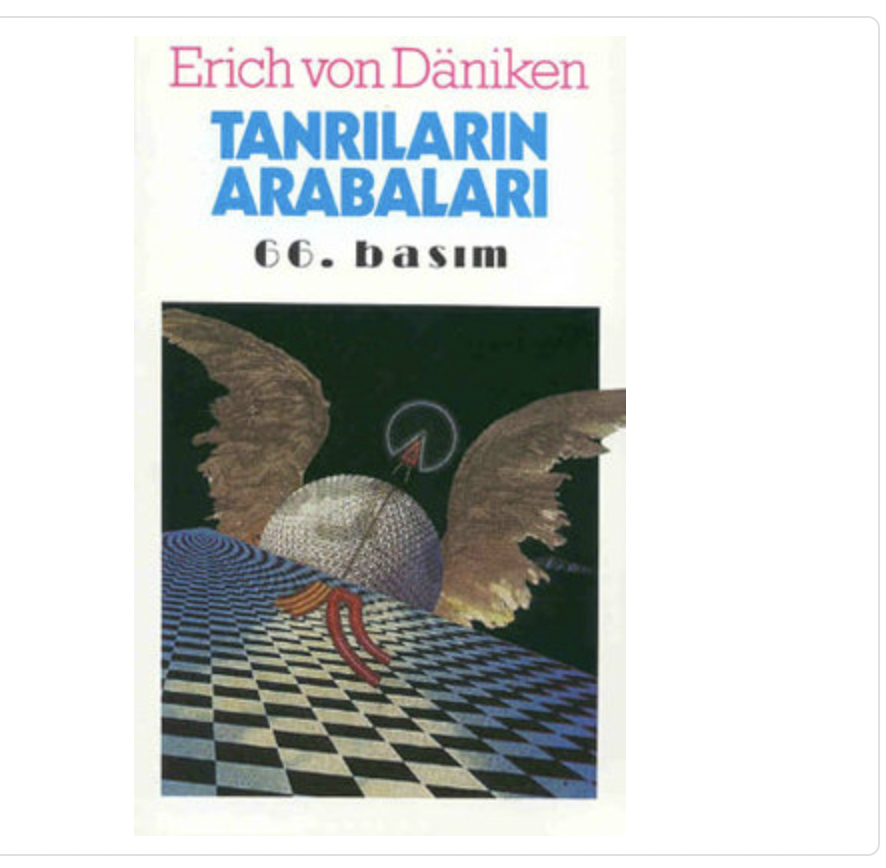 Erich von Däniken
TANRILARIN
ARABALARI
66. basım